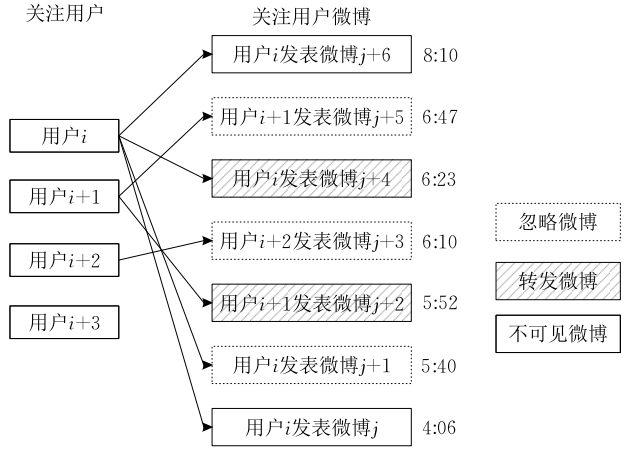 关注用户
关注用户微博
用户i
用户i+1
用户i+2
用户i+3
用户i发表微博j+6 8:10
用户i+1发表微博j+5 6:47
用户i发表微博j+4 6:23
用户i+2发表微博j+3 6:10
用户i+1发表微博j+2 5:52
用户i发表微博j+1 5:40
用户i发表微博j 4:06
忽略微博
转发微博
不可见微博